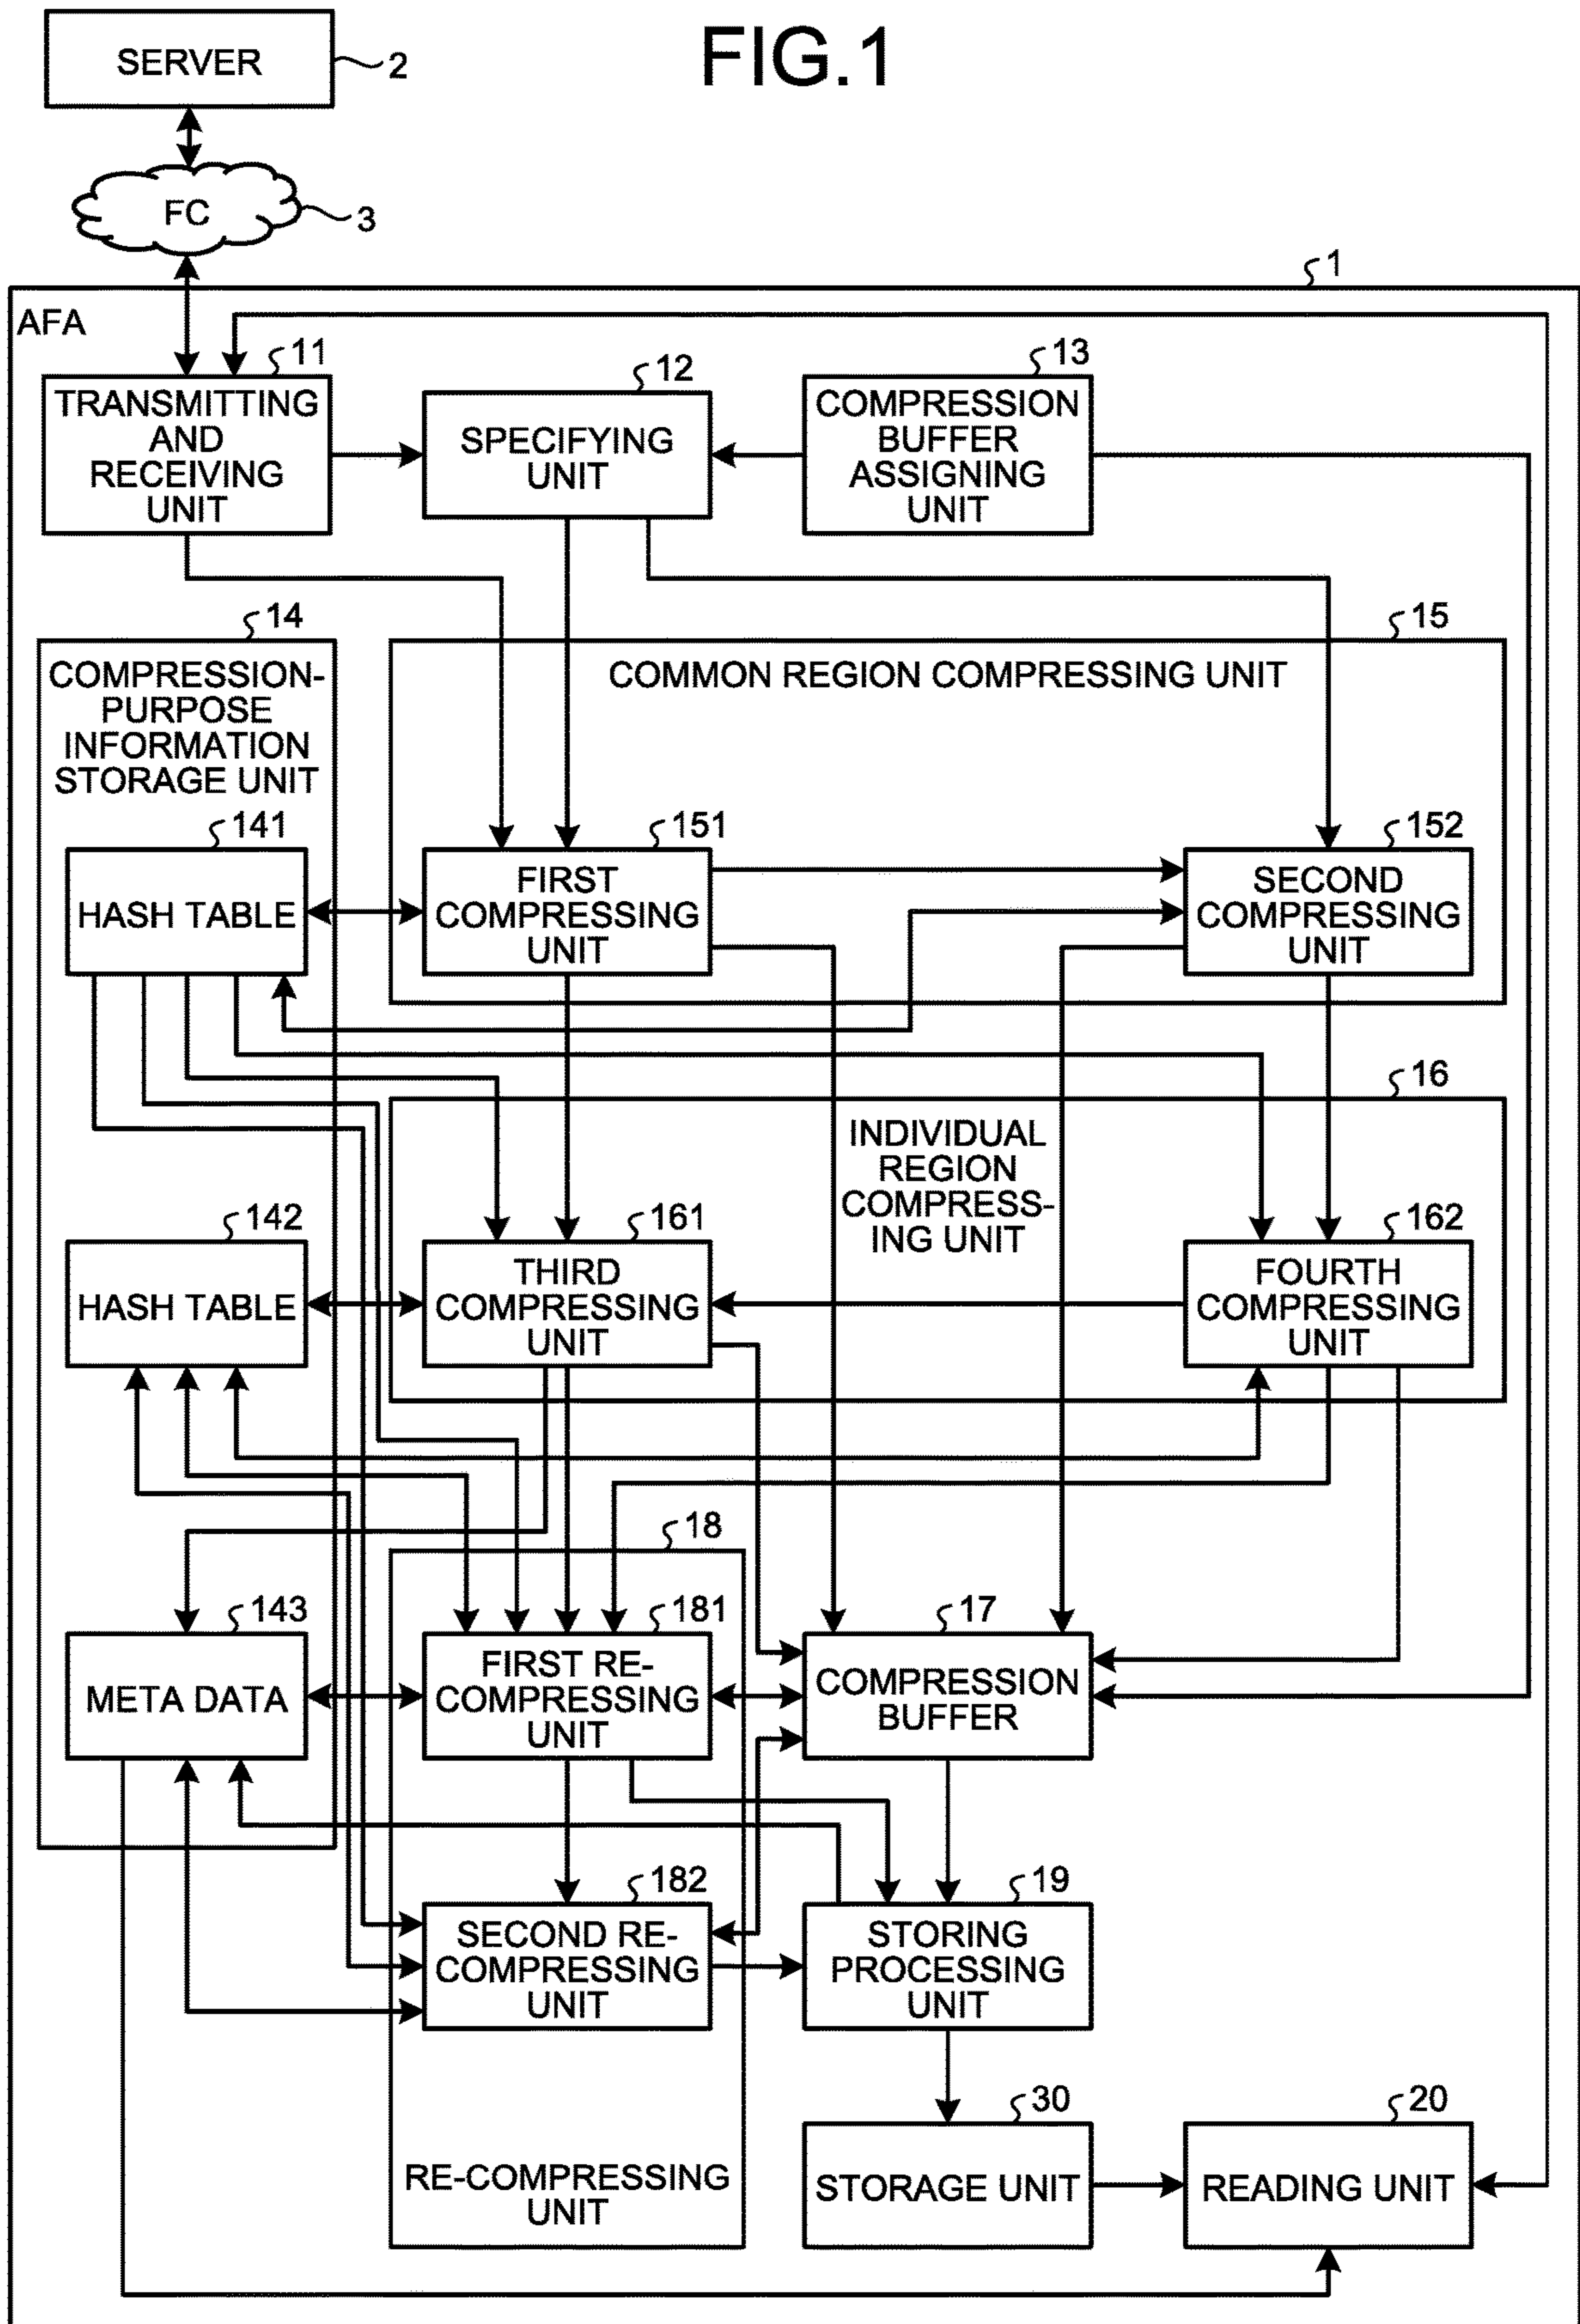 FIG.1
SERVER
2
FC
3
1
AFA
11
TRANSMITTING
AND
RECEIVING
UNIT
12
SPECIFYING
UNIT
13
COMPRESSION
BUFFER
ASSIGNING
UNIT
14
COMPRESSION-
PURPOSE
INFORMATION
STORAGE UNIT
15
COMMON REGION COMPRESSING UNIT
141
HASH TABLE
151
FIRST
COMPRESSING
UNIT
152
SECOND
COMPRESSING
UNIT
16
INDIVIDUAL
REGION
COMPRESS-
ING UNIT
142
HASH TABLE
161
THIRD
COMPRESSING
UNIT
162
FOURTH
COMPRESSING
UNIT
18
143
META DATA
181
FIRST RE-
COMPRESSING
UNIT
17
COMPRESSION
BUFFER
182
SECOND RE-
COMPRESSING
UNIT
19
STORING
PROCESSING
UNIT
RE-COMPRESSING
UNIT
30
STORAGE UNIT
20
READING UNIT